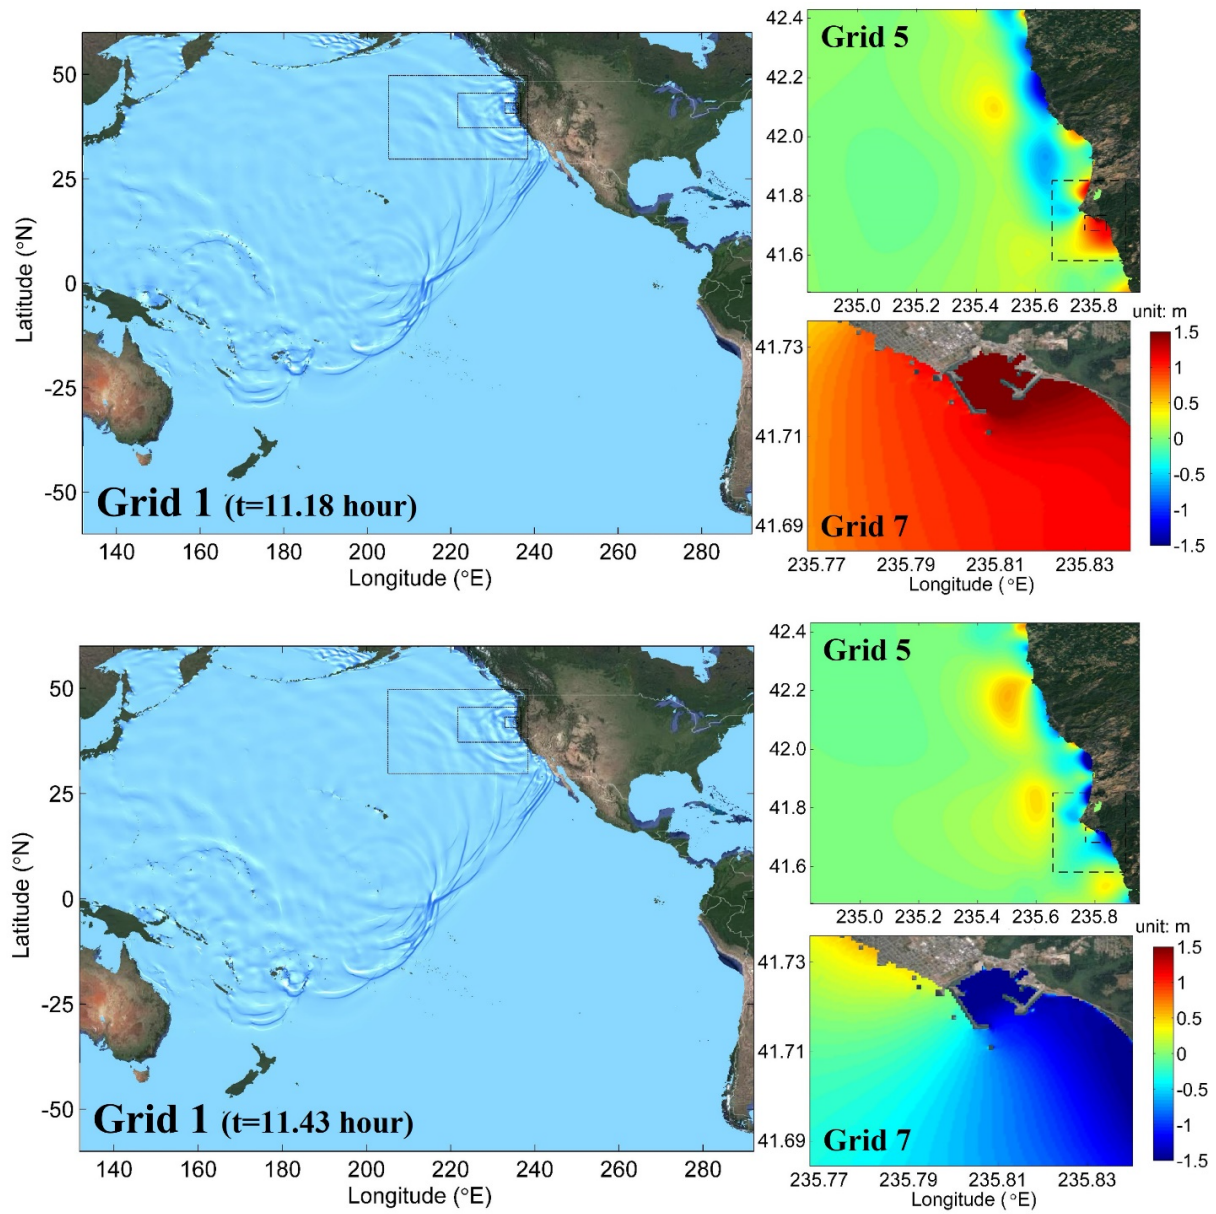 50
25
0
-25
-50
Latitude (°N)
Grid 1 (t=11.18 hour)
140 160 180 200 220 240 260 280
Longitude (°E)
42.4
42.2
42.0
41.8
41.6
Grid 5
235.0 235.2 235.4 235.6 235.8
unit: m
41.73
41.71
41.69
Grid 7
235.77 235.79 235.81 235.83
Longitude (°E)
1.5
1
0.5
0
-0.5
-1
-1.5
50
25
0
-25
-50
Latitude (°N)
Grid 1 (t=11.43 hour)
140 160 180 200 220 240 260 280
Longitude (°E)
42.4
42.2
42.0
41.8
41.6
Grid 5
235.0 235.2 235.4 235.6 235.8
unit: m
41.73
41.71
41.69
Grid 7
235.77 235.79 235.81 235.83
Longitude (°E)
1.5
1
0.5
0
-0.5
-1
-1.5